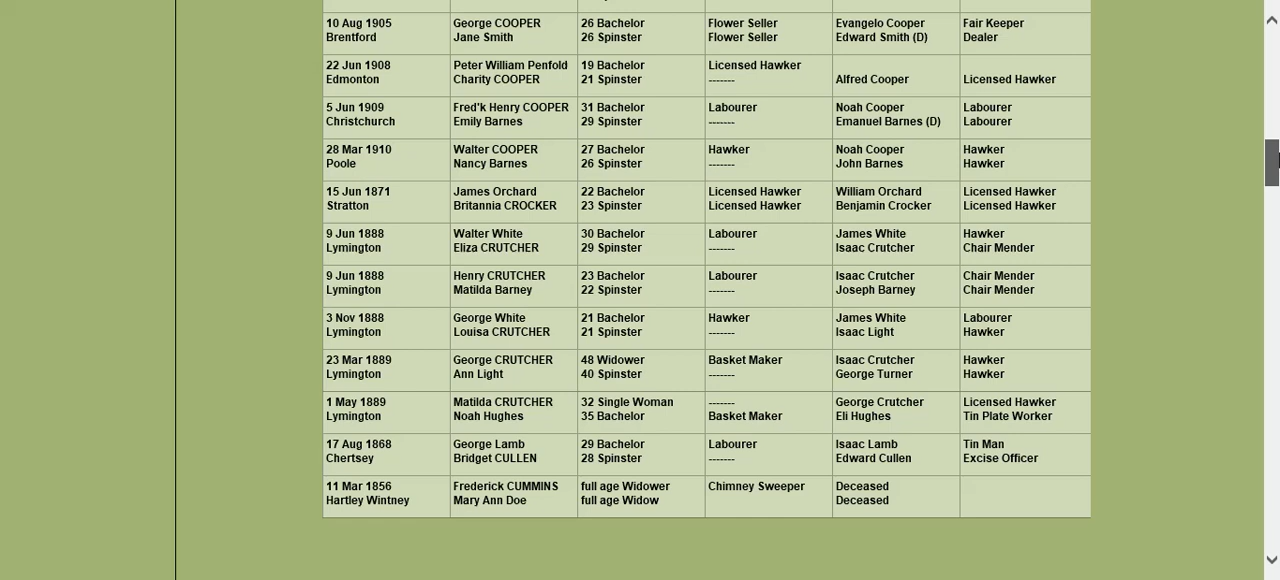 10 Aug 1905 George COOPER 26 Bachelor Flower Seller Evangelo Cooper Fair Keeper
Brentford Jane Smith 26 Spinster Flower Seller Edward Smith (D) Dealer
22 Jun 1908 Peter William Penfold 19 Bachelor Licensed Hawker
Edmonton Charity COOPER 21 Spinster ------- Alfred Cooper Licensed Hawker
5 Jun 1909 Fred'k Henry COOPER 31 Bachelor Labourer Noah Cooper Labourer
Christchurch Emily Barnes 29 Spinster ------- Emanuel Barnes (D) Labourer
28 Mar 1910 Walter COOPER 27 Bachelor Hawker Noah Cooper Hawker
Poole Nancy Barnes 26 Spinster ------- John Barnes Hawker
15 Jun 1871 James Orchard 22 Bachelor Licensed Hawker William Orchard Licensed Hawker
Stratton Britannia CROCKER 23 Spinster Licensed Hawker Benjamin Crocker Licensed Hawker
9 Jun 1888 Walter White 30 Bachelor Labourer James White Hawker
Lymington Eliza CRUTCHER 29 Spinster ------- Isaac Crutcher Chair Mender
9 Jun 1888 Henry CRUTCHER 23 Bachelor Labourer Isaac Crutcher Chair Mender
Lymington Matilda Barney 22 Spinster ------- Joseph Barney Chair Mender
3 Nov 1888 George White 21 Bachelor Hawker James White Labourer
Lymington Louisa CRUTCHER 21 Spinster ------- Isaac Light Hawker
23 Mar 1889 George CRUTCHER 48 Widower Basket Maker Isaac Crutcher Hawker
Lymington Ann Light 40 Spinster ------- George Turner Hawker
1 May 1889 Matilda CRUTCHER 32 Single Woman ------- George Crutcher Licensed Hawker
Lymington Noah Hughes 35 Bachelor Basket Maker Eli Hughes Tin Plate Worker
17 Aug 1868 George Lamb 29 Bachelor Labourer Isaac Lamb Tin Man
Chertsey Bridget CULLEN 28 Spinster ------- Edward Cullen Excise Officer
11 Mar 1856 Frederick CUMMINS full age Widower Chimney Sweeper Deceased
Hartley Wintney Mary Ann Doe full age Widow Deceased